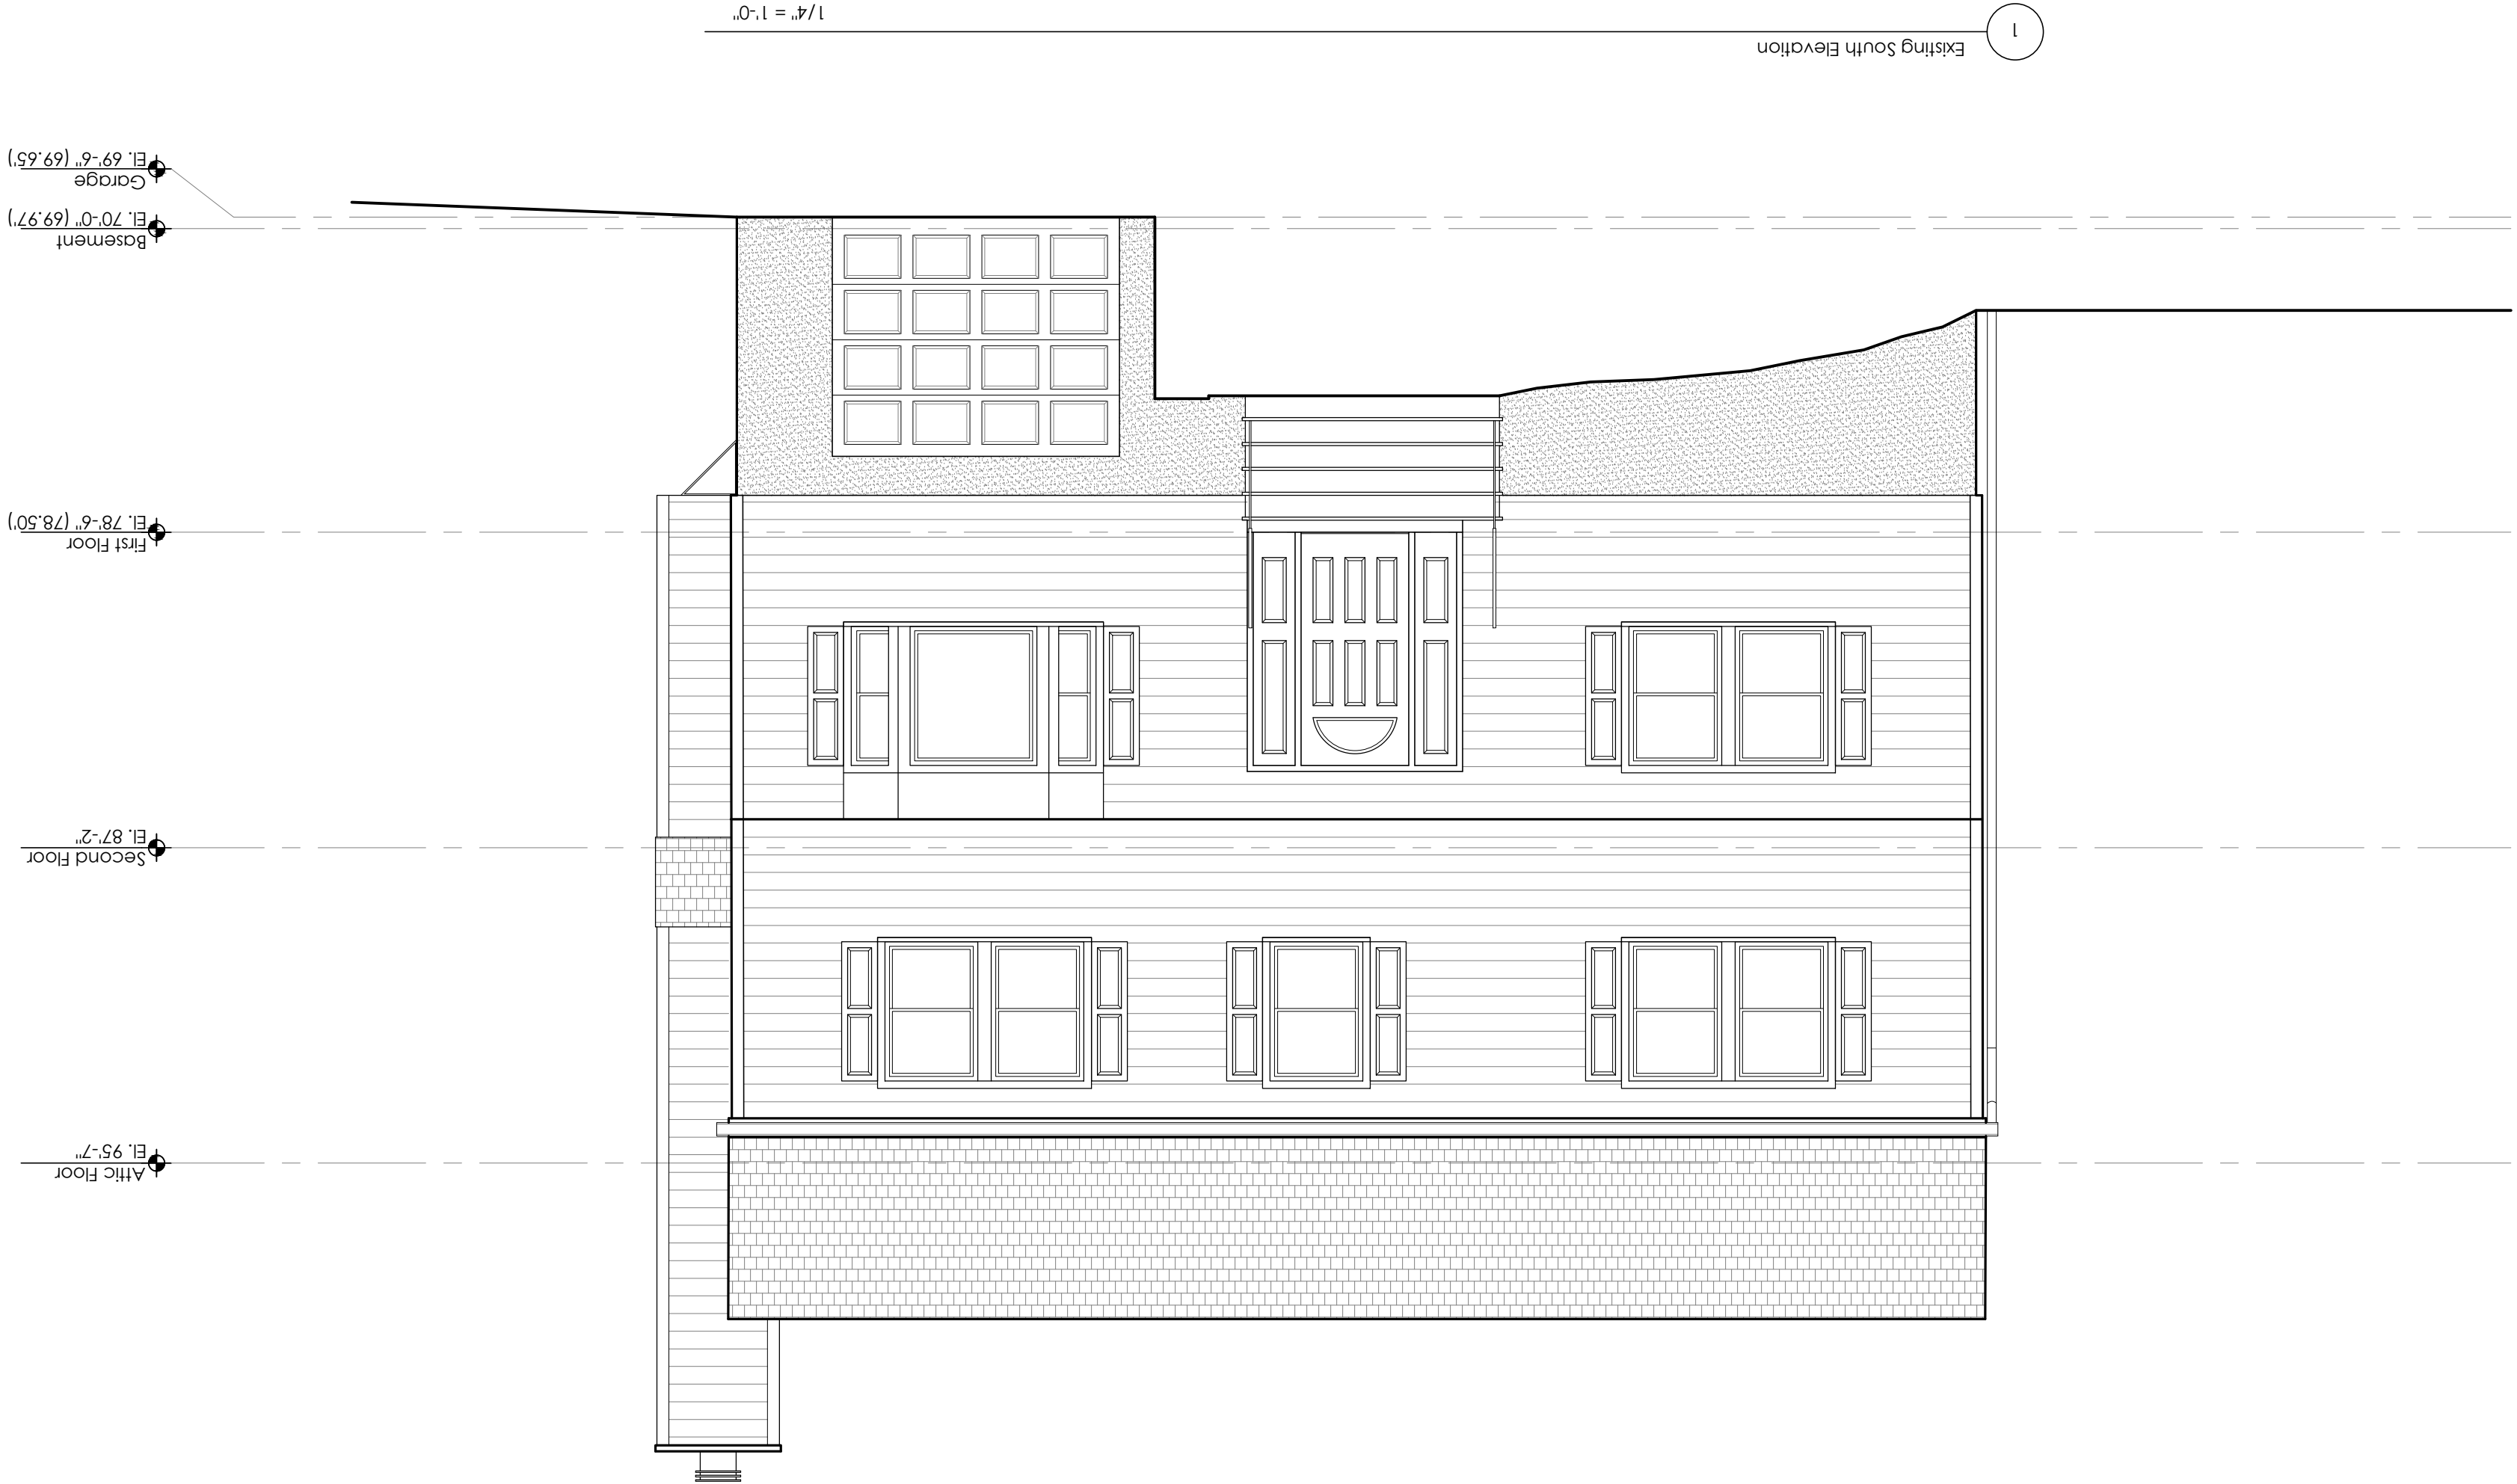 Attic Floor
El. 95'-7"
Second Floor
El. 87'-2"
First Floor
El. 78'-6" (78.50')
Basement
El. 70'-0" (69.97')
Garage
El. 69'-6" (69.65')
1
Existing South Elevation
1/4" = 1'-0"